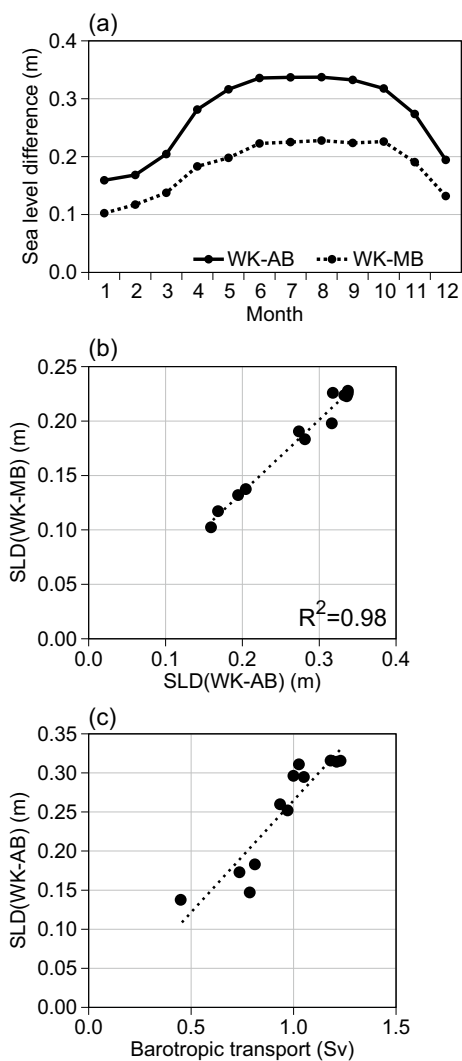 (a)
0.4
0.3
0.2
0.1
0.0
Sea level difference (m)
WK-AB WK-MB
1 2 3 4 5 6 7 8 9 10 11 12
Month
(b)
0.25
0.20
0.15
0.10
0.05
0.00
SLD(WK-MB) (m)
R²=0.98
0.0 0.1 0.2 0.3 0.4
SLD(WK-AB) (m)
(c)
0.35
0.30
0.25
0.20
0.15
0.10
0.05
0.00
SLD(WK-AB) (m)
0.0 0.5 1.0 1.5
Barotropic transport (Sv)